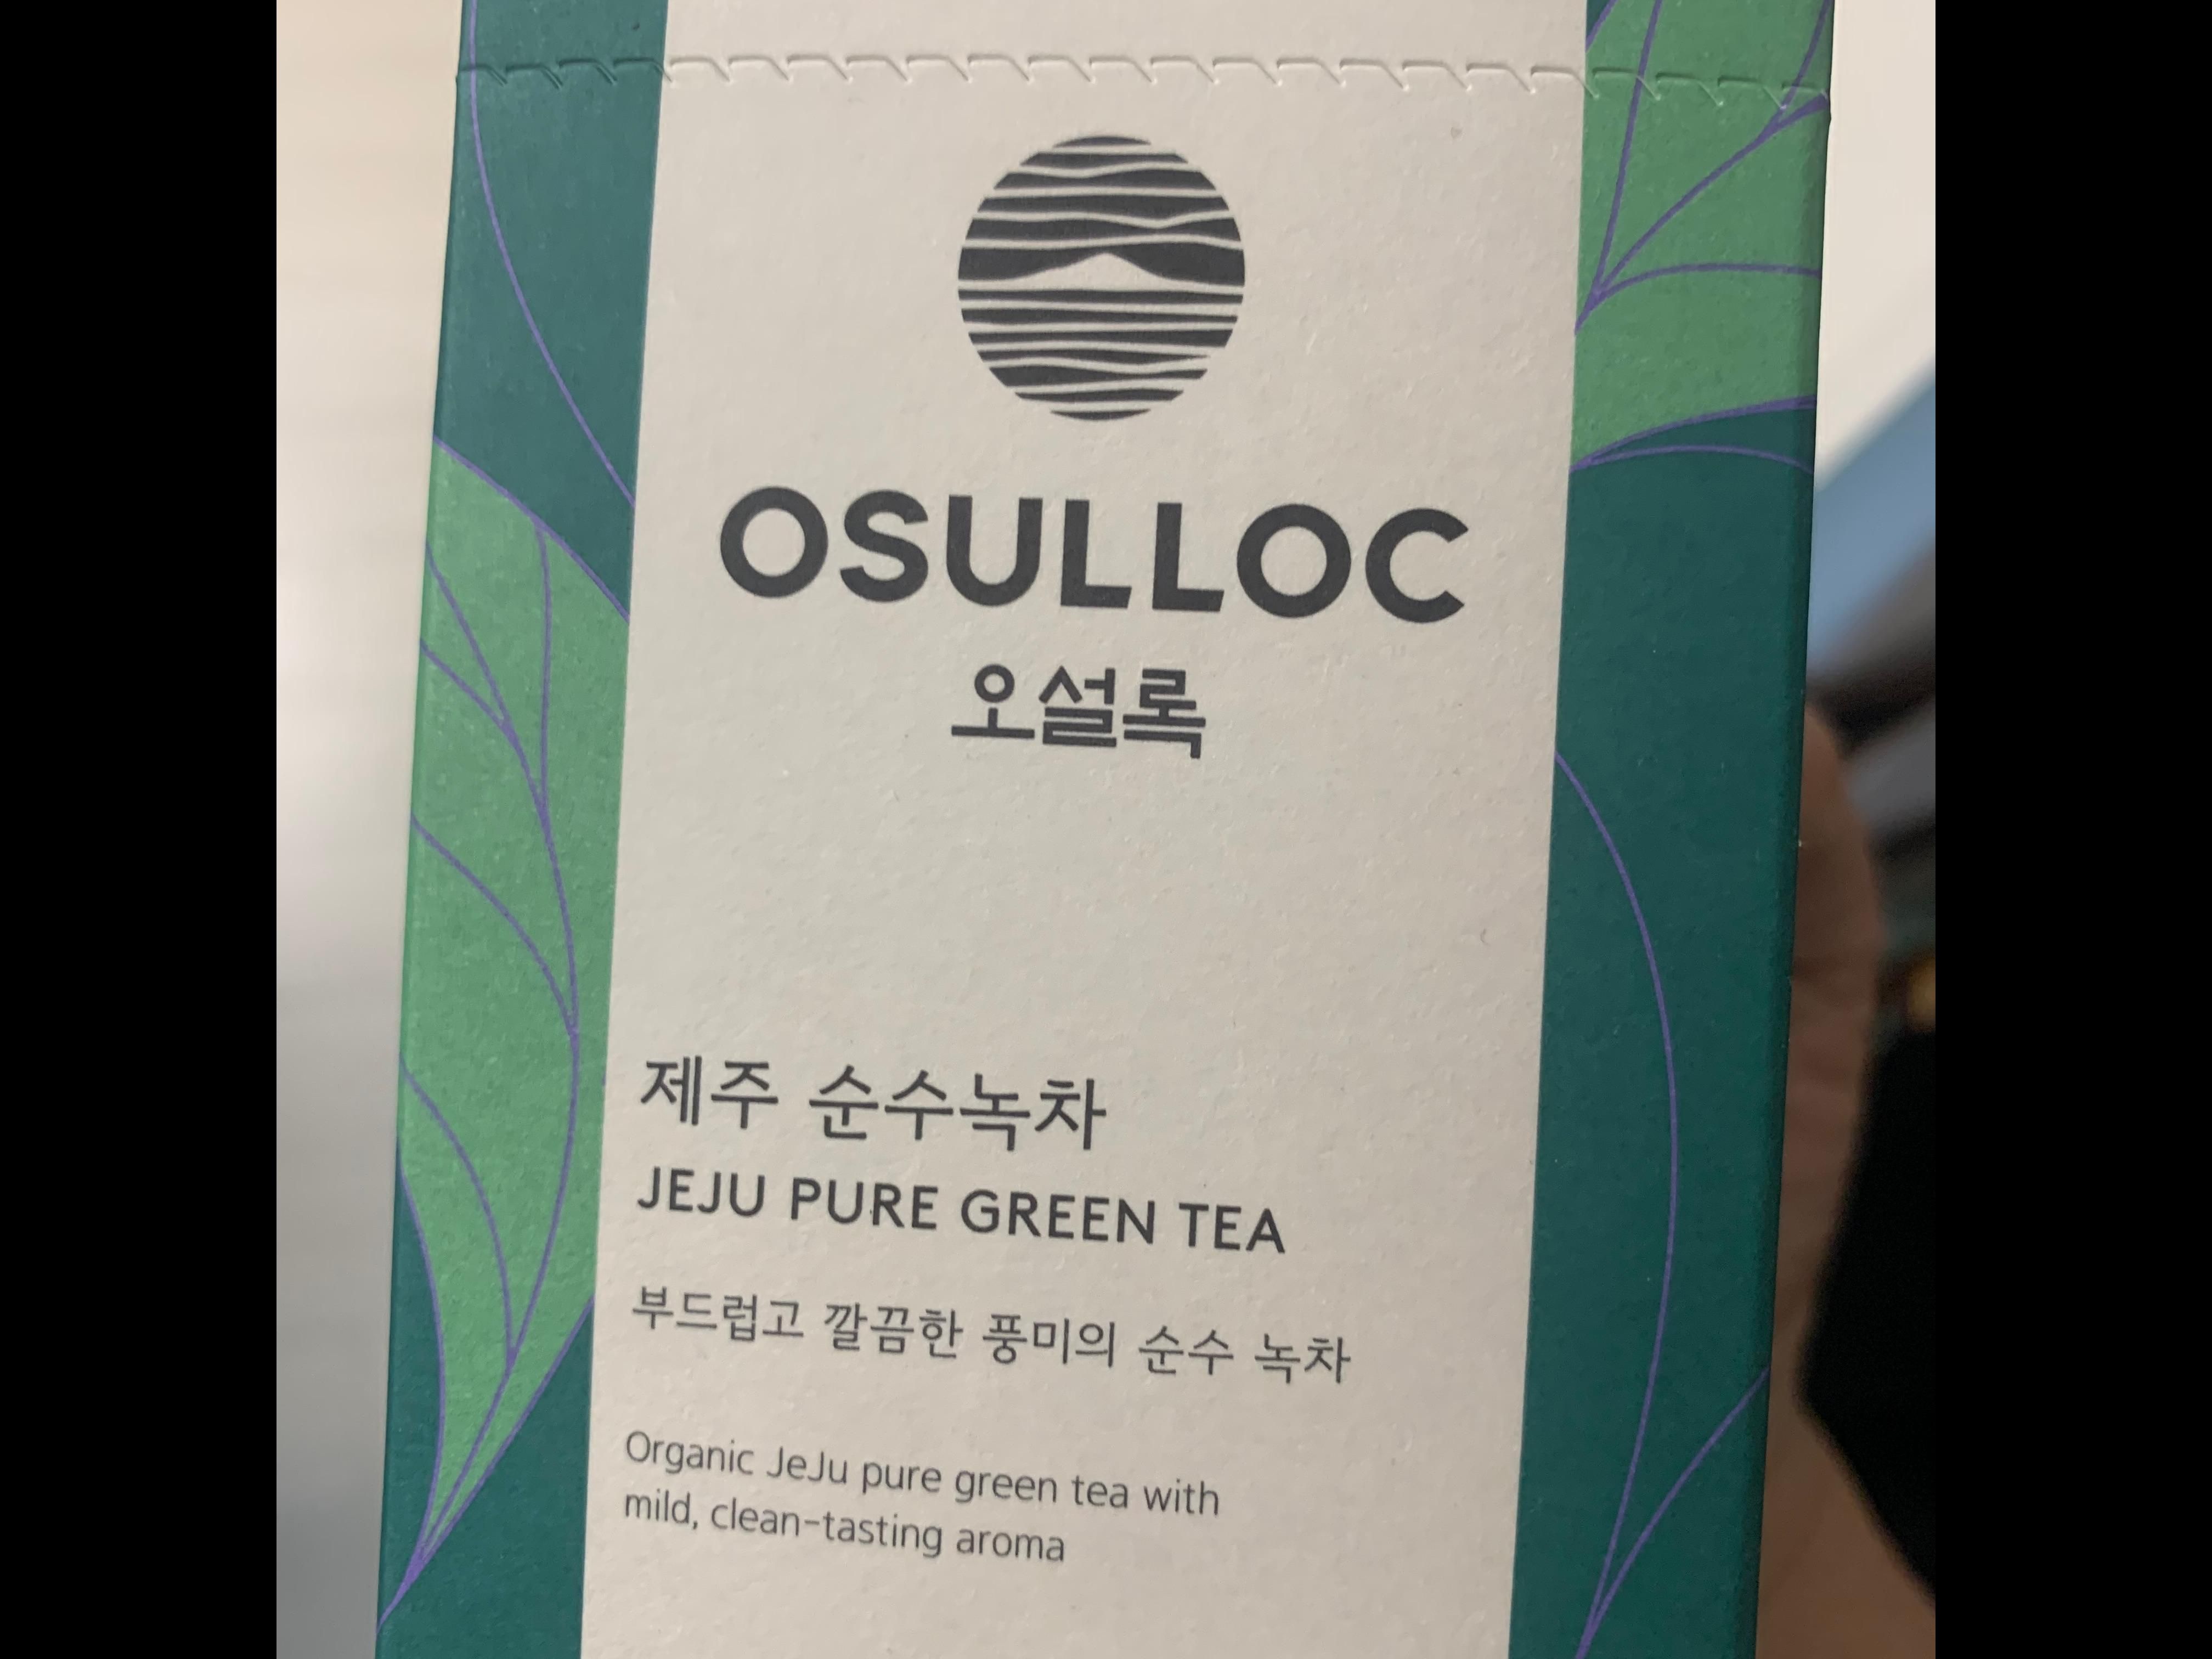 OSULLOC
오설록
제주 순수녹차
JEJU PURE GREEN TEA
부드럽고 깔끔한 풍미의 순수 녹차
Organic JeJu pure green tea with
mild, clean-tasting aroma